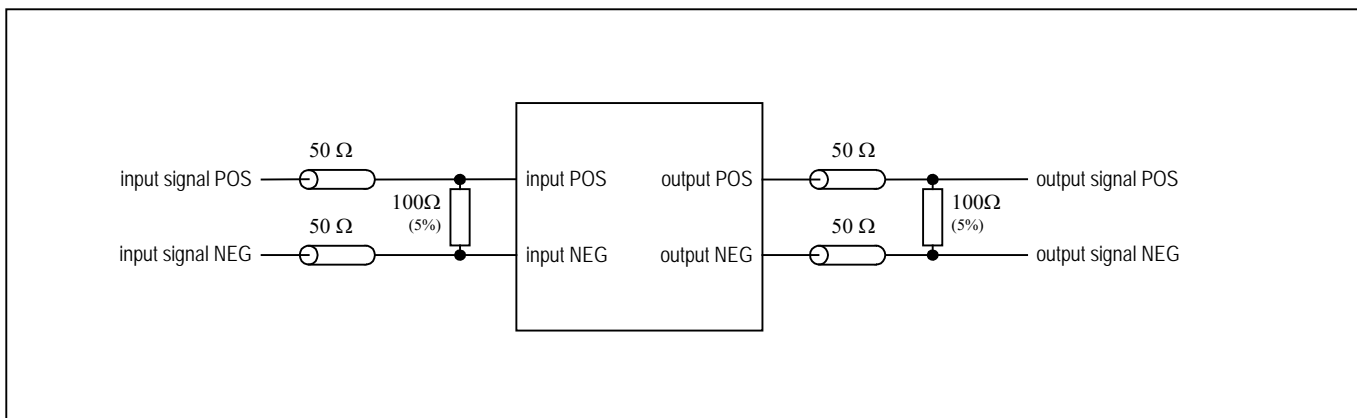 50 Ω
50 Ω
input signal POS
input POS
output POS
output signal POS
100Ω
(5%)
100Ω
(5%)
50 Ω
50 Ω
input signal NEG
input NEG
output NEG
output signal NEG